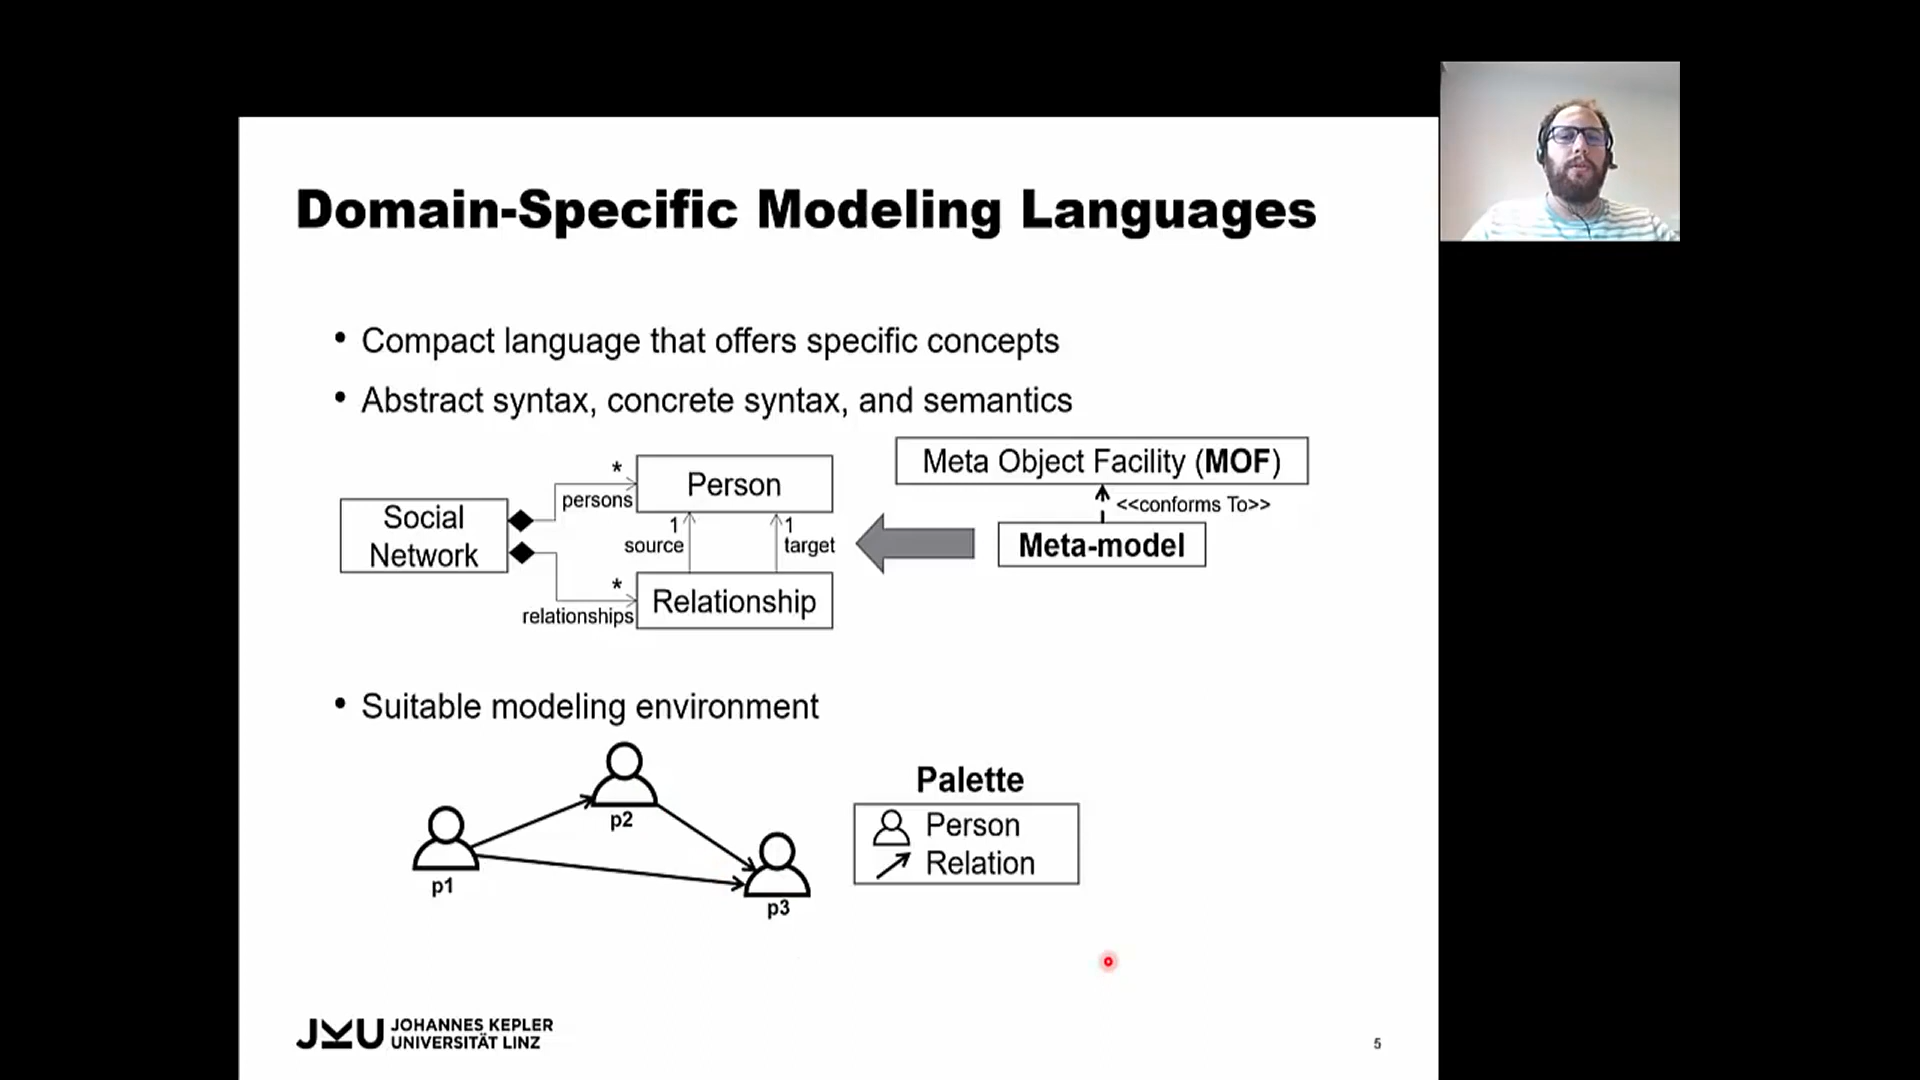 Domain-Specific Modeling Languages
• Compact language that offers specific concepts
• Abstract syntax, concrete syntax, and semantics
Social
Network
*
persons
Person
1
source
1
target
*
relationships
Relationship
Meta Object Facility (MOF)
<<conforms To>>
Meta-model
• Suitable modeling environment
p1
p2
p3
Palette
Person
Relation
JKU JOHANNES KEPLER
UNIVERSITÄT LINZ
5